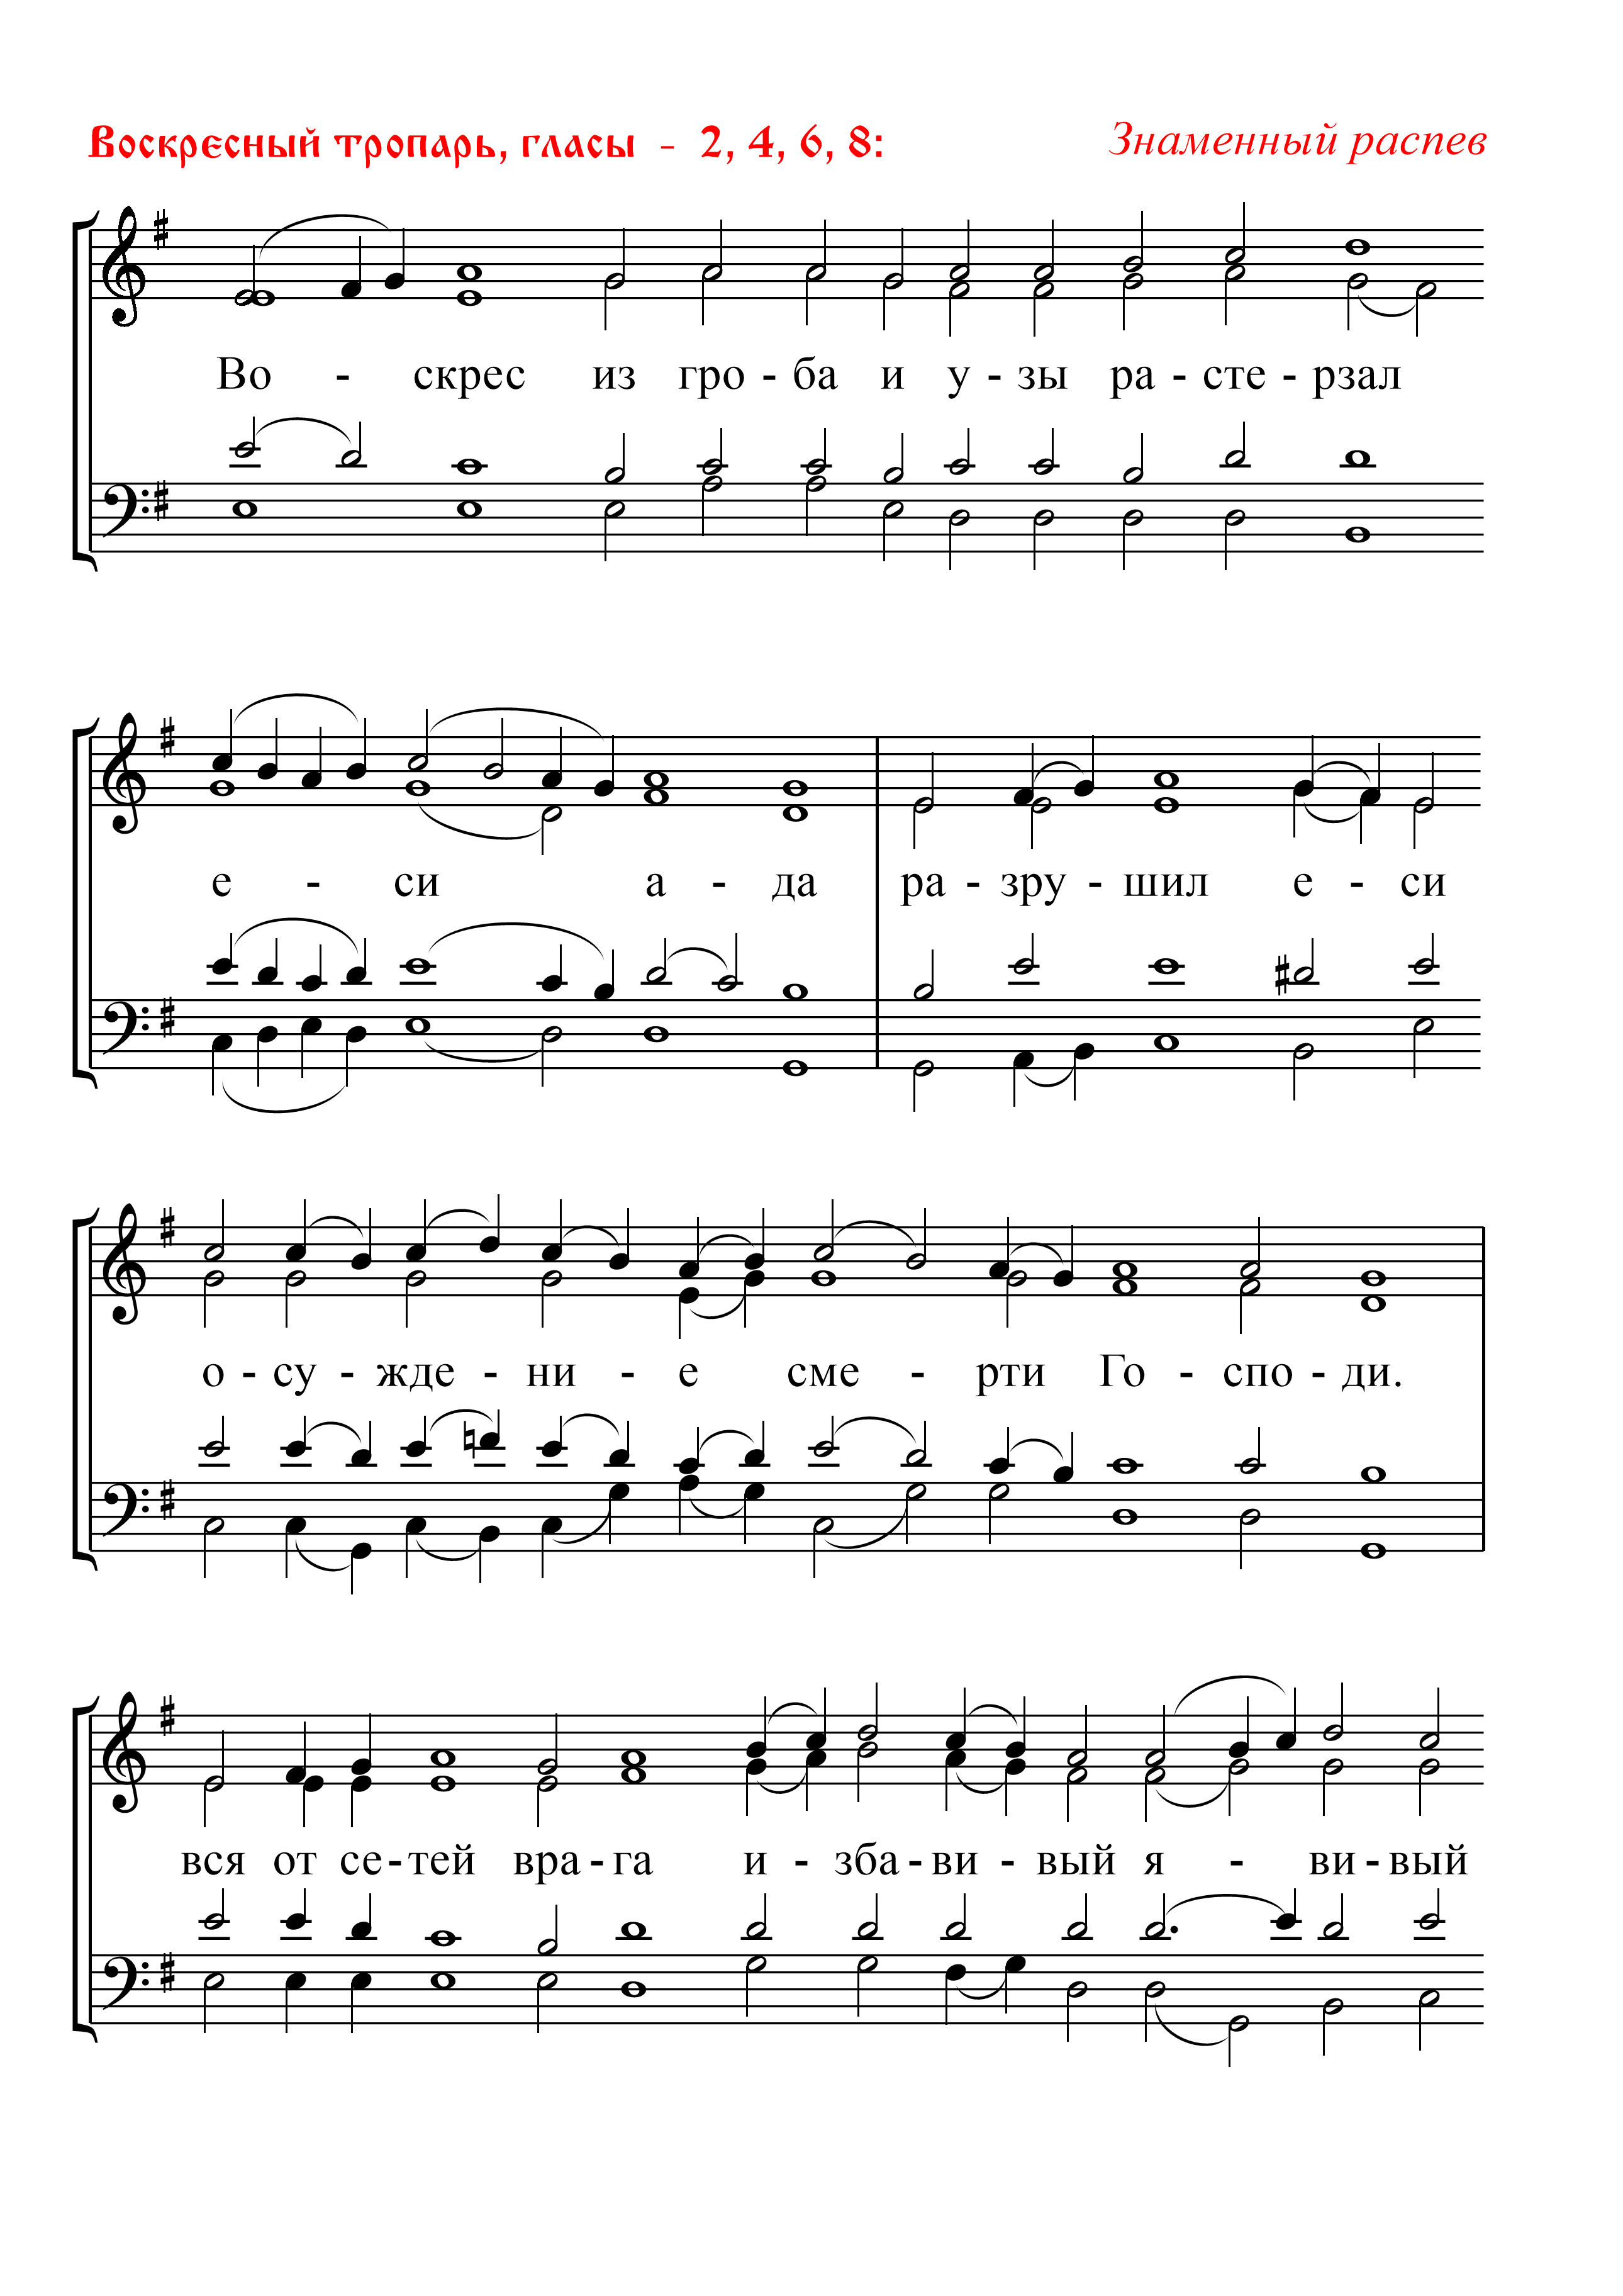 Воскресный тропарь, гласы - 2, 4, 6, 8: Знаменный распев
Во - скрес из гро - ба и у - зы ра - сте - рзал
е - си а - да ра - зру - шил е - си
о - су - жде - ни - е сме - рти Го - спо - ди.
вся от се - тей вра - га и - зба - ви - вый я - ви - вый